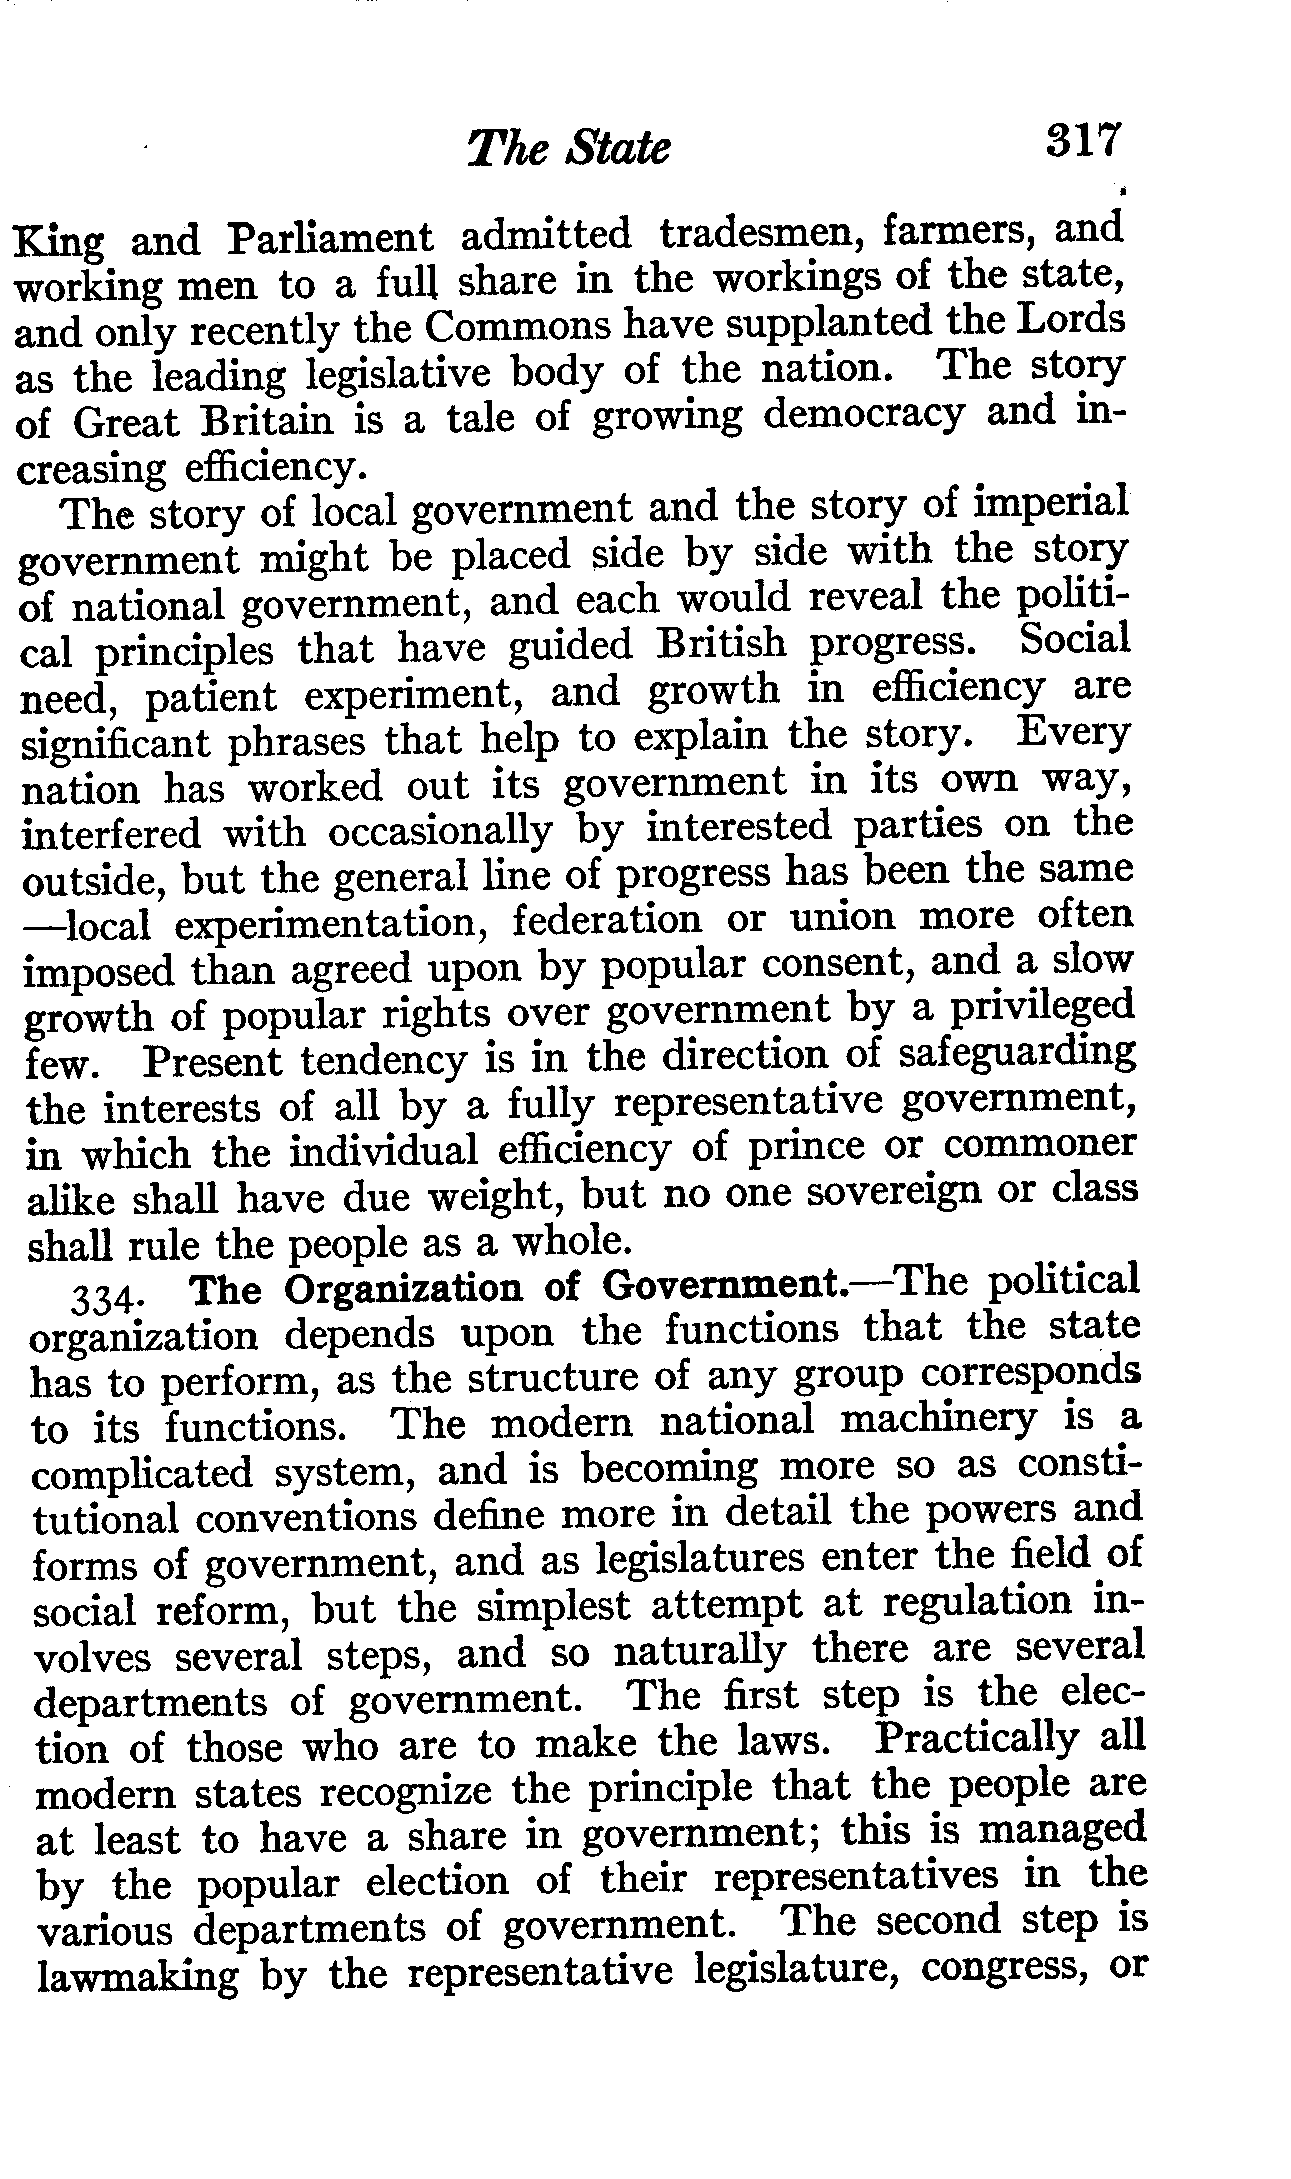 The State 317
King and Parliament admitted tradesmen, farmers, and
working men to a full share in the workings of the state,
and only recently the Commons have supplanted the Lords
as the leading legislative body of the nation. The story
of Great Britain is a tale of growing democracy and in-
creasing efficiency.
The story of local government and the story of imperial
government might be placed side by side with the story
of national government, and each would reveal the politi-
cal principles that have guided British progress. Social
need, patient experiment, and growth in efficiency are
significant phrases that help to explain the story. Every
nation has worked out its government in its own way,
interfered with occasionally by interested parties on the
outside, but the general line of progress has been the same
—local experimentation, federation or union more often
imposed than agreed upon by popular consent, and a slow
growth of popular rights over government by a privileged
few. Present tendency is in the direction of safeguarding
the interests of all by a fully representative government,
in which the individual efficiency of prince or commoner
alike shall have due weight, but no one sovereign or class
shall rule the people as a whole.
334. The Organization of Government.—The political
organization depends upon the functions that the state
has to perform, as the structure of any group corresponds
to its functions. The modern national machinery is a
complicated system, and is becoming more so as consti-
tutional conventions define more in detail the powers and
forms of government, and as legislatures enter the field of
social reform, but the simplest attempt at regulation in-
volves several steps, and so naturally there are several
departments of government. The first step is the elec-
tion of those who are to make the laws. Practically all
modern states recognize the principle that the people are
at least to have a share in government; this is managed
by the popular election of their representatives in the
various departments of government. The second step is
lawmaking by the representative legislature, congress, or